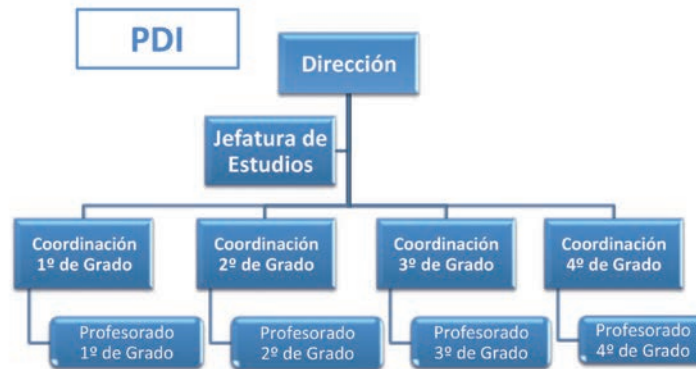 PDI
Dirección
Jefatura de
Estudios
Coordinación
1º de Grado
Coordinación
2º de Grado
Coordinación
3º de Grado
Coordinación
4º de Grado
Profesorado
1º de Grado
Profesorado
2º de Grado
Profesorado
3º de Grado
Profesorado
4º de Grado